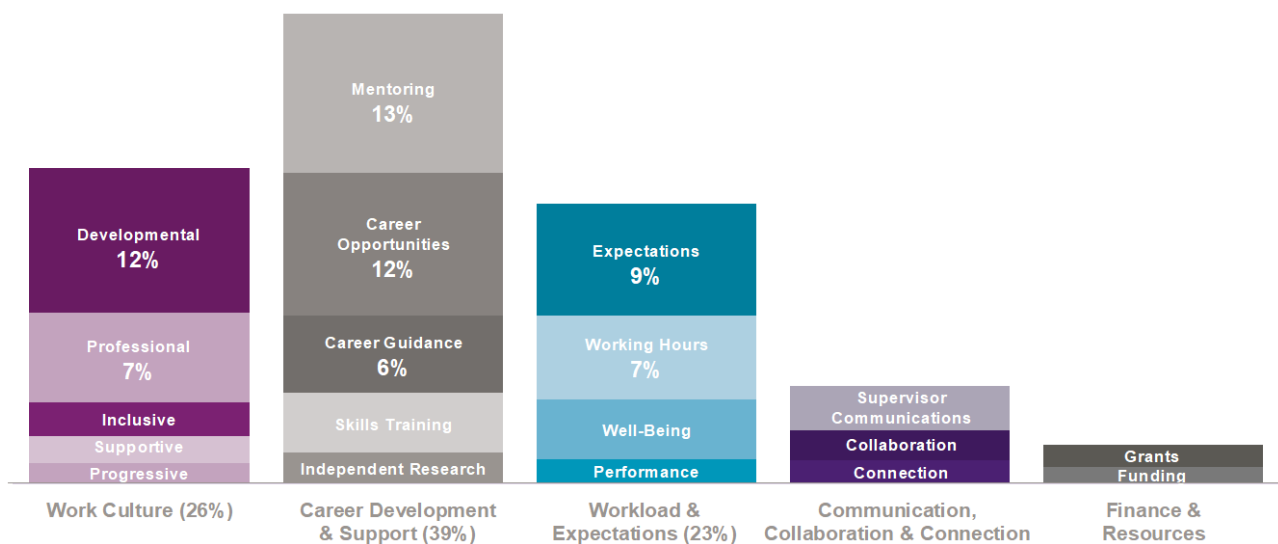 Developmental
12%
Professional
7%
Inclusive
Supportive
Progressive
Work Culture (26%)
Mentoring
13%
Career
Opportunities
12%
Career Guidance
6%
Skills Training
Independent Research
Career Development
& Support (39%)
Expectations
9%
Working Hours
7%
Well-Being
Performance
Workload &
Expectations (23%)
Supervisor
Communications
Collaboration
Connection
Communication,
Collaboration & Connection
Grants
Funding
Finance &
Resources